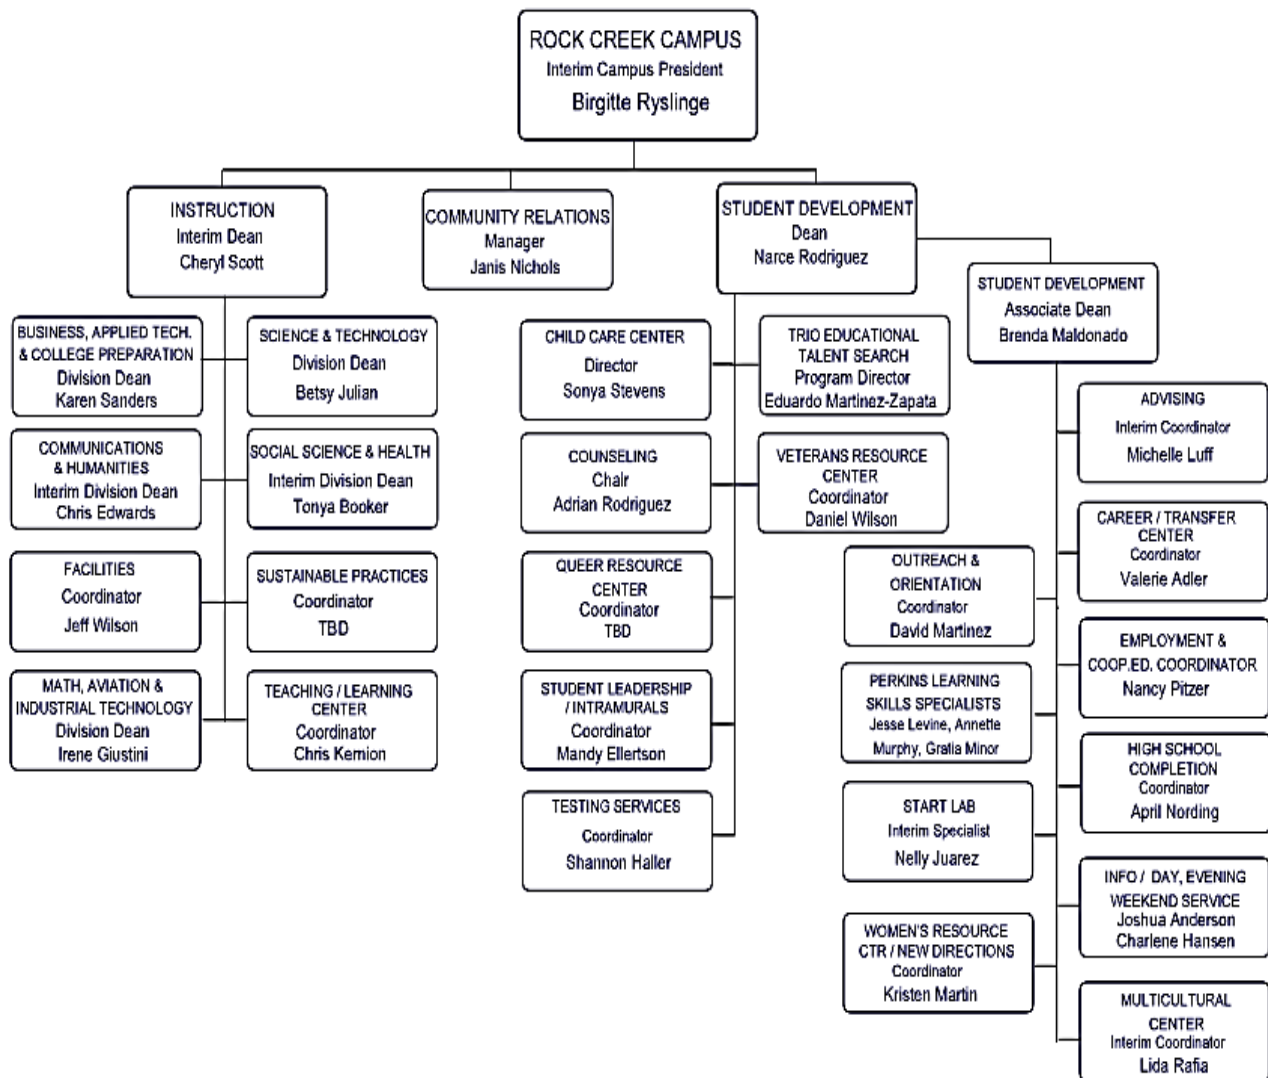 ROCK CREEK CAMPUS
Interim Campus President
Birgitte Ryslinge
INSTRUCTION
Interim Dean
Cheryl Scott
COMMUNITY RELATIONS
Manager
Janis Nichols
STUDENT DEVELOPMENT
Dean
Narce Rodriguez
STUDENT DEVELOPMENT
Associate Dean
Brenda Maldonado
BUSINESS, APPLIED TECH.
& COLLEGE PREPARATION
Division Dean
Karen Sanders
SCIENCE & TECHNOLOGY
Division Dean
Betsy Julian
COMMUNICATIONS
& HUMANITIES
Interim Division Dean
Chris Edwards
SOCIAL SCIENCE & HEALTH
Interim Division Dean
Tonya Booker
FACILITIES
Coordinator
Jeff Wilson
SUSTAINABLE PRACTICES
Coordinator
TBD
MATH, AVIATION &
INDUSTRIAL TECHNOLOGY
Division Dean
Irene Giustini
TEACHING / LEARNING
CENTER
Coordinator
Chris Kernion
CHILD CARE CENTER
Director
Sonya Stevens
TRIO EDUCATIONAL
TALENT SEARCH
Program Director
Eduardo Martinez-Zapata
COUNSELING
Chair
Adrian Rodriguez
VETERANS RESOURCE
CENTER
Coordinator
Daniel Wilson
QUEER RESOURCE
CENTER
Coordinator
TBD
STUDENT LEADERSHIP
/ INTRAMURALS
Coordinator
Mandy Ellertson
TESTING SERVICES
Coordinator
Shannon Haller
ADVISING
Interim Coordinator
Michelle Luff
CAREER / TRANSFER
CENTER
Coordinator
Valerie Adler
OUTREACH &
ORIENTATION
Coordinator
David Martinez
EMPLOYMENT &
COOP.ED. COORDINATOR
Nancy Pitzer
PERKINS LEARNING
SKILLS SPECIALISTS
Jesse Levine, Annette
Murphy, Gratia Minor
HIGH SCHOOL
COMPLETION
Coordinator
April Nording
START LAB
Interim Specialist
Nelly Juarez
INFO / DAY, EVENING
WEEKEND SERVICE
Joshua Anderson
Charlene Hansen
WOMEN'S RESOURCE
CTR / NEW DIRECTIONS
Coordinator
Kristen Martin
MULTICULTURAL
CENTER
Interim Coordinator
Lida Rafia